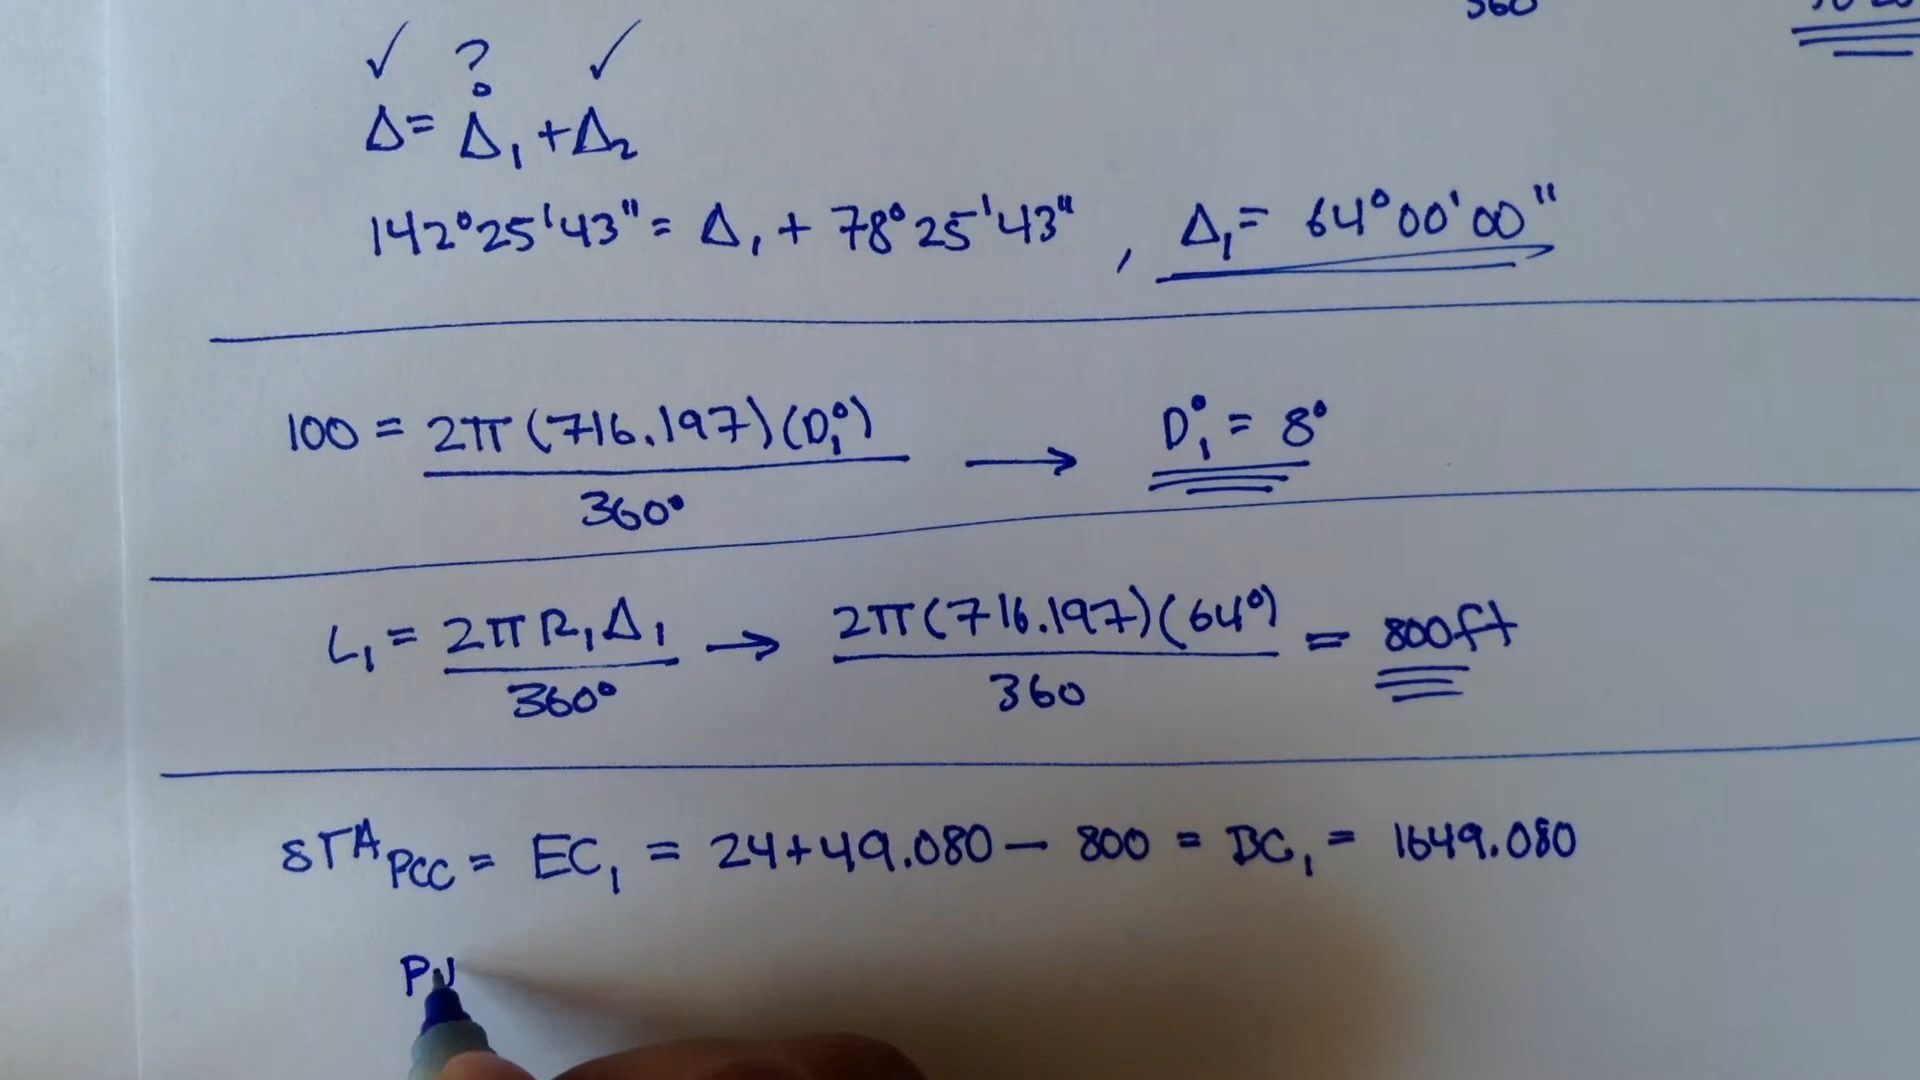 360
✓ ? ✓
Δ = Δ₁ + Δ₂
142°25'43" = Δ₁ + 78°25'43" , Δ₁ = 64°00'00"
100 = 2π(716.197)(D₁°) / 360° → D₁° = 8°
L₁ = 2πR₁Δ₁ / 360° → 2π(716.197)(64°) / 360 = 800ft
STA PCC = EC₁ = 24+49.080 – 800 = BC₁ = 1649.080